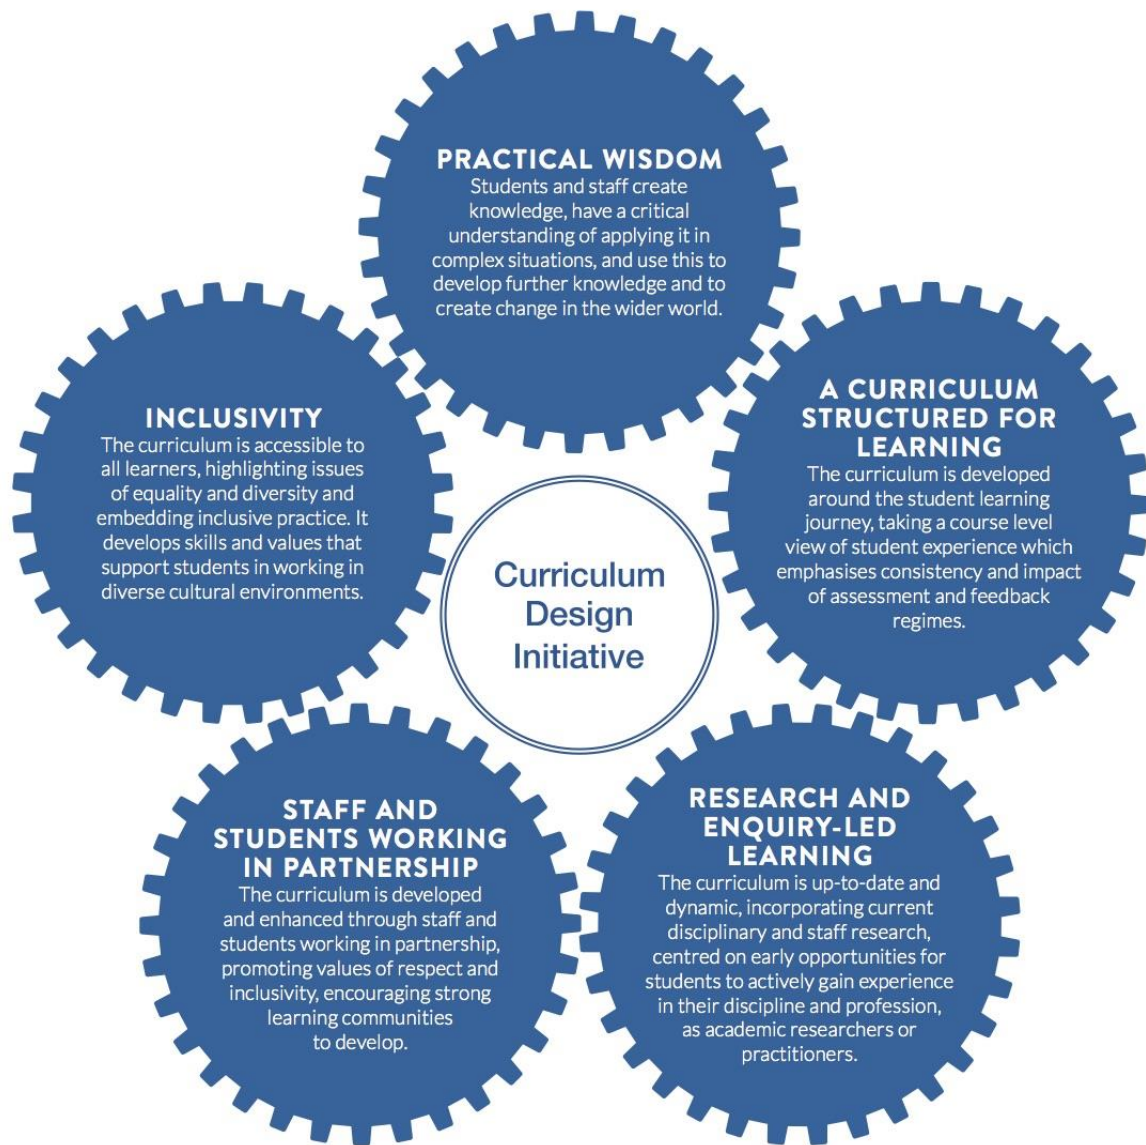 PRACTICAL WISDOM
Students and staff create
knowledge, have a critical
understanding of applying it in
complex situations, and use this to
develop further knowledge and to
create change in the wider world.
INCLUSIVITY
The curriculum is accessible to
all learners, highlighting issues
of equality and diversity and
embedding inclusive practice. It
develops skills and values that
support students in working in
diverse cultural environments.
A CURRICULUM
STRUCTURED FOR
LEARNING
The curriculum is developed
around the student learning
journey, taking a course level
view of student experience which
emphasises consistency and impact
of assessment and feedback
regimes.
Curriculum
Design
Initiative
STAFF AND
STUDENTS WORKING
IN PARTNERSHIP
The curriculum is developed
and enhanced through staff and
students working in partnership,
promoting values of respect and
inclusivity, encouraging strong
learning communities
to develop.
RESEARCH AND
ENQUIRY-LED
LEARNING
The curriculum is up-to-date and
dynamic, incorporating current
disciplinary and staff research,
centred on early opportunities for
students to actively gain experience
in their discipline and profession,
as academic researchers or
practitioners.